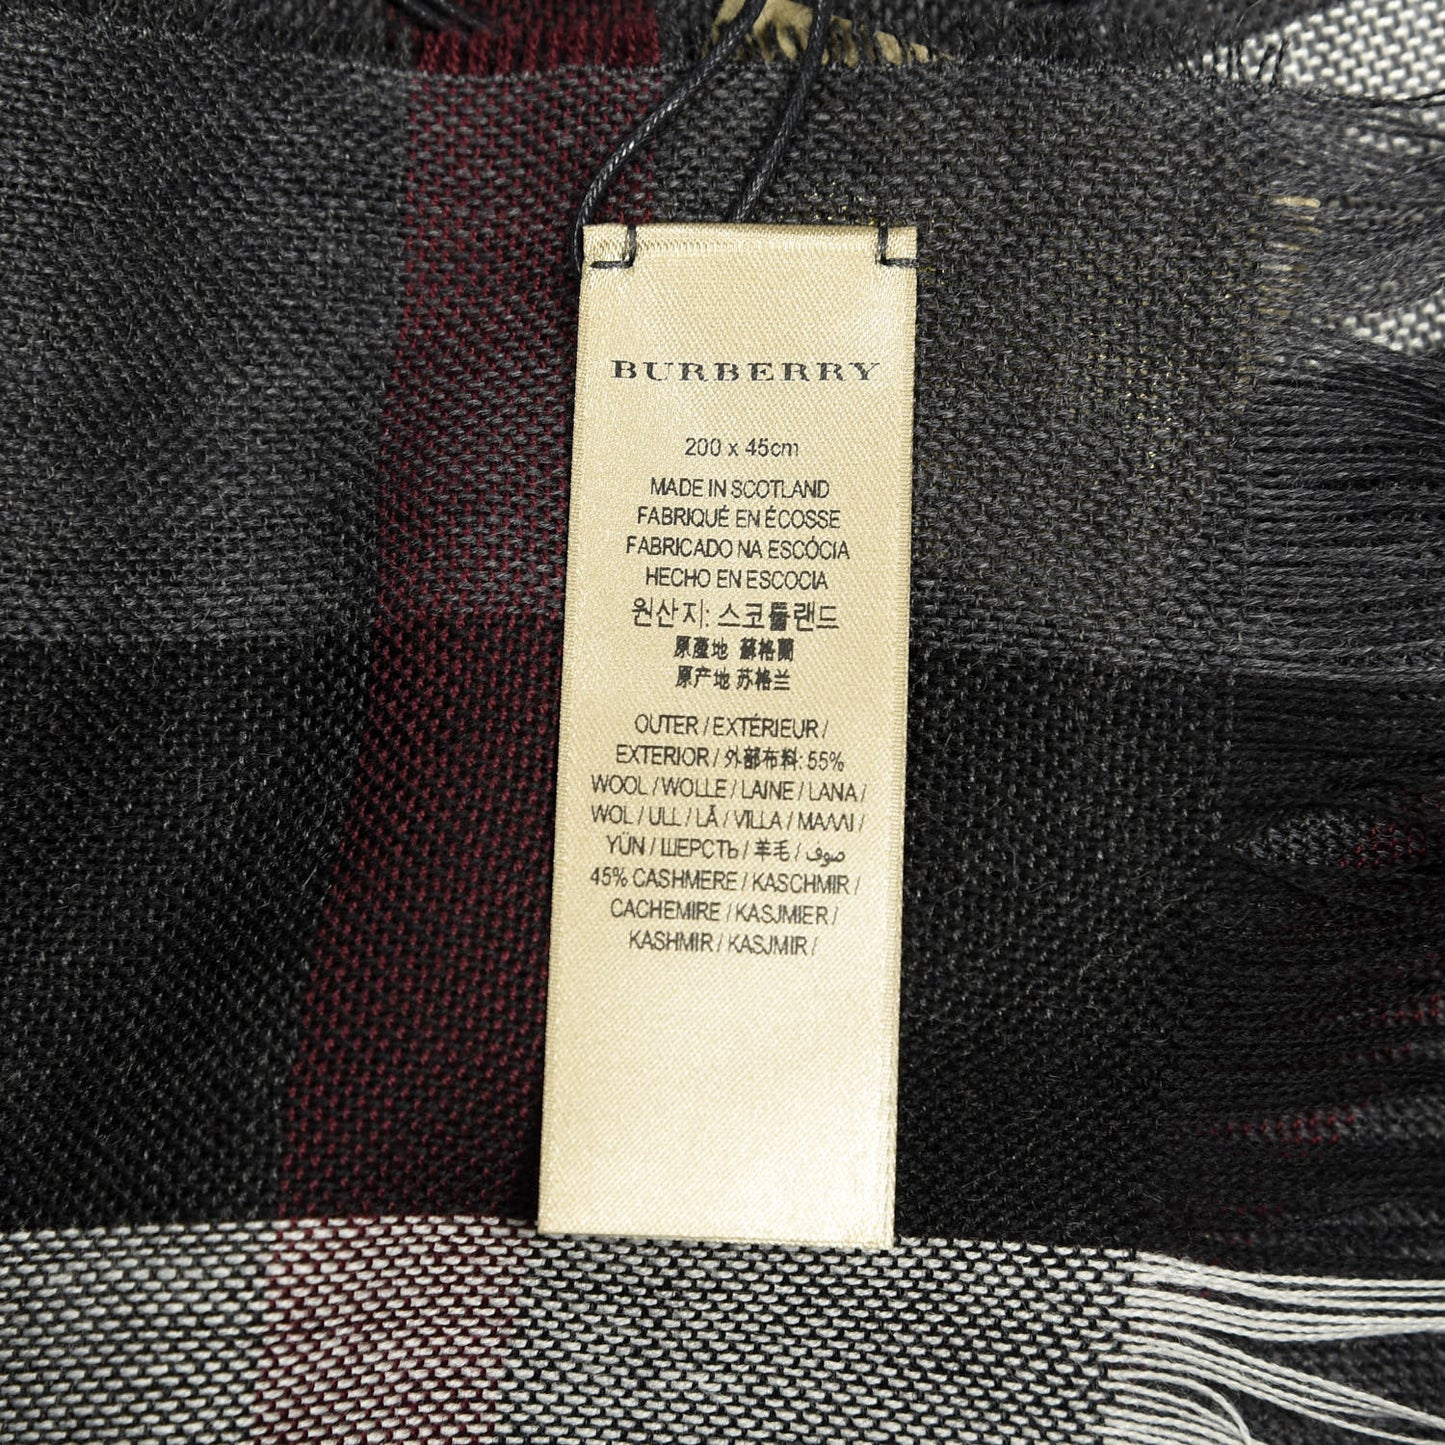 BURBERRY
200 x 45cm
MADE IN SCOTLAND
FABRIQUÉ EN ÉCOSSE
FABRICADO NA ESCÓCIA
HECHO EN ESCOCIA
원산지: 스코틀랜드
原產地 蘇格蘭
原产地 苏格兰
OUTER / EXTÉRIEUR /
EXTERIOR / 外部布料: 55%
WOOL / WOLLE / LAINE / LANA /
WOL / ULL / LÃ / VILLA / ΜΑΛΛΙ /
YÜN / ШЕРСТЬ / 羊毛 / صوف /
45% CASHMERE / KASCHMIR /
CACHEMIRE / KASJMIER /
KASHMIR / KASJMIR /